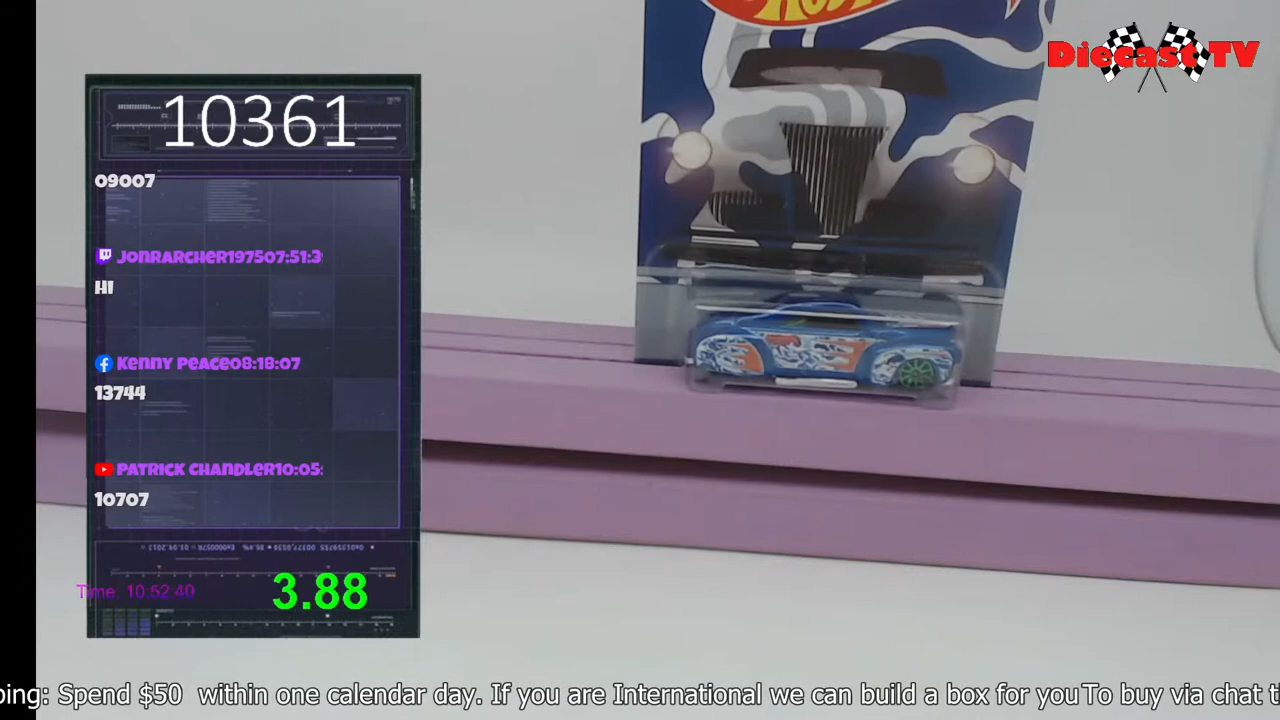 Diecast TV
10361
09007
JonRArcher197507:51:3
HI
Kenny Peace08:18:07
13744
Patrick Chandler10:05:
10707
Time: 10:52:40
3.88
ping: Spend $50 within one calendar day. If you are International we can build a box for youTo buy via chat t